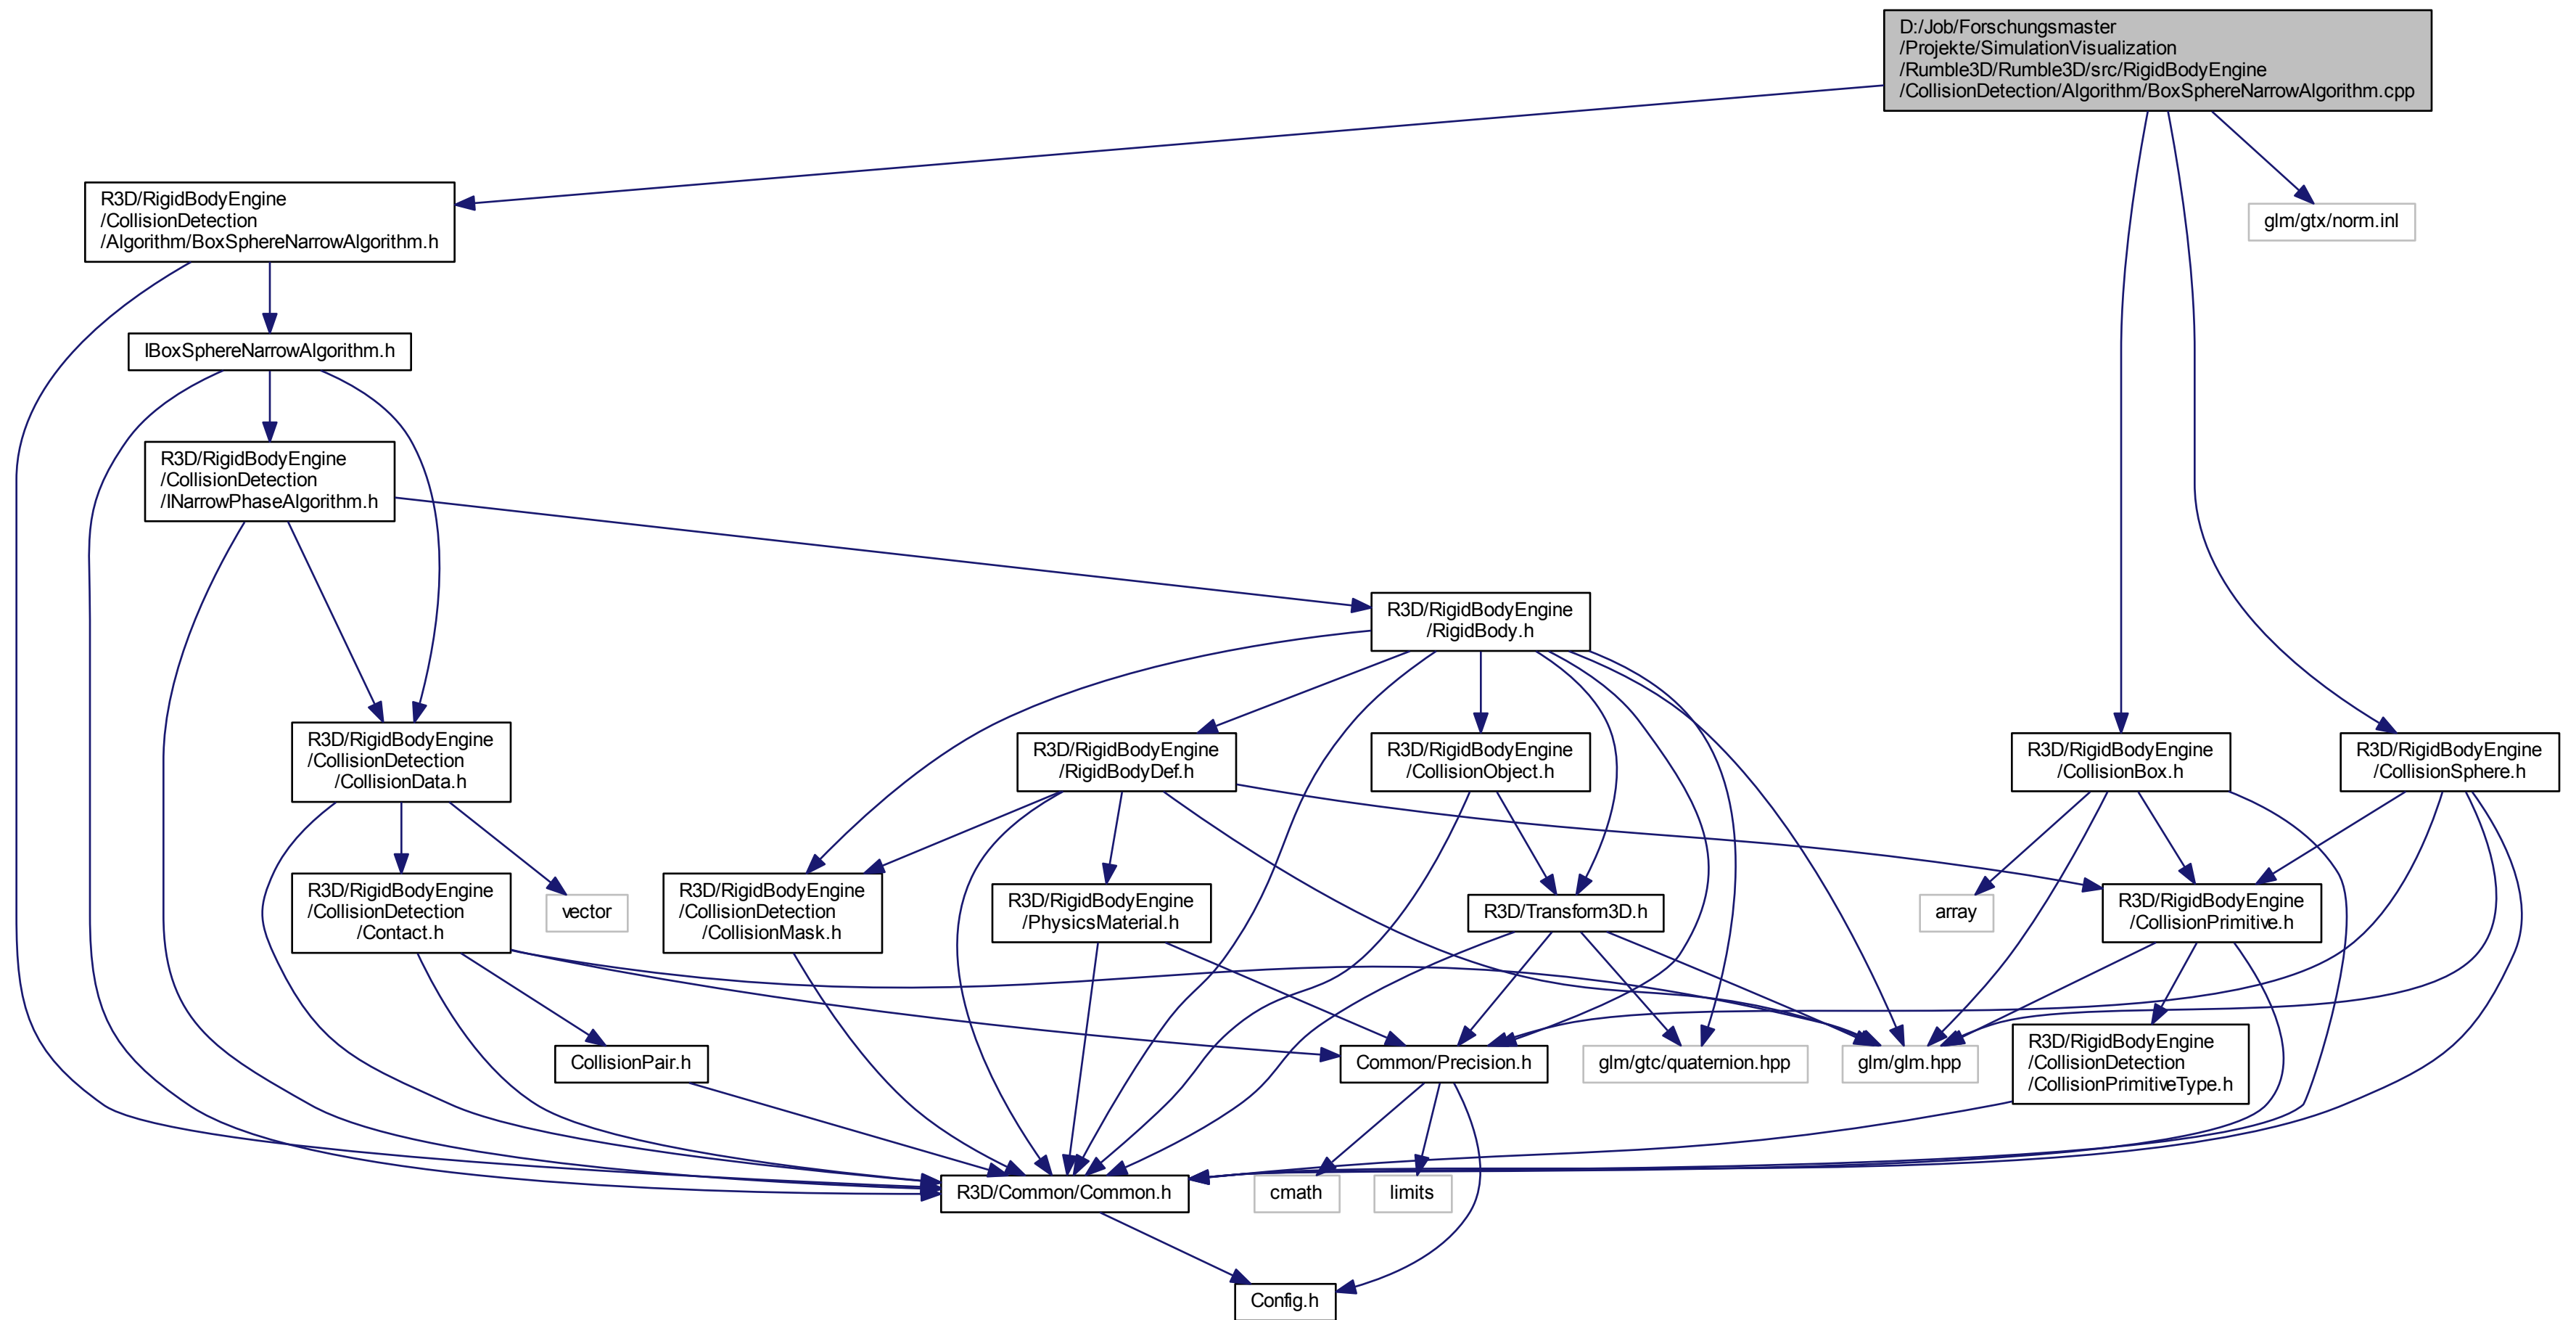 D:/Job/Forschungsmaster
/Projekte/SimulationVisualization
/Rumble3D/Rumble3D/src/RigidBodyEngine
/CollisionDetection/Algorithm/BoxSphereNarrowAlgorithm.cpp
R3D/RigidBodyEngine
/CollisionDetection
/Algorithm/BoxSphereNarrowAlgorithm.h
glm/gtx/norm.inl
IBoxSphereNarrowAlgorithm.h
R3D/RigidBodyEngine
/CollisionDetection
/INarrowPhaseAlgorithm.h
R3D/RigidBodyEngine
/RigidBody.h
R3D/RigidBodyEngine
/CollisionDetection
/CollisionData.h
R3D/RigidBodyEngine
/RigidBodyDef.h
R3D/RigidBodyEngine
/CollisionObject.h
R3D/RigidBodyEngine
/CollisionBox.h
R3D/RigidBodyEngine
/CollisionSphere.h
R3D/RigidBodyEngine
/CollisionDetection
/Contact.h
vector
R3D/RigidBodyEngine
/CollisionDetection
/CollisionMask.h
R3D/RigidBodyEngine
/PhysicsMaterial.h
R3D/Transform3D.h
array
R3D/RigidBodyEngine
/CollisionPrimitive.h
CollisionPair.h
Common/Precision.h
glm/gtc/quaternion.hpp
glm/glm.hpp
R3D/RigidBodyEngine
/CollisionDetection
/CollisionPrimitiveType.h
R3D/Common/Common.h
cmath
limits
Config.h